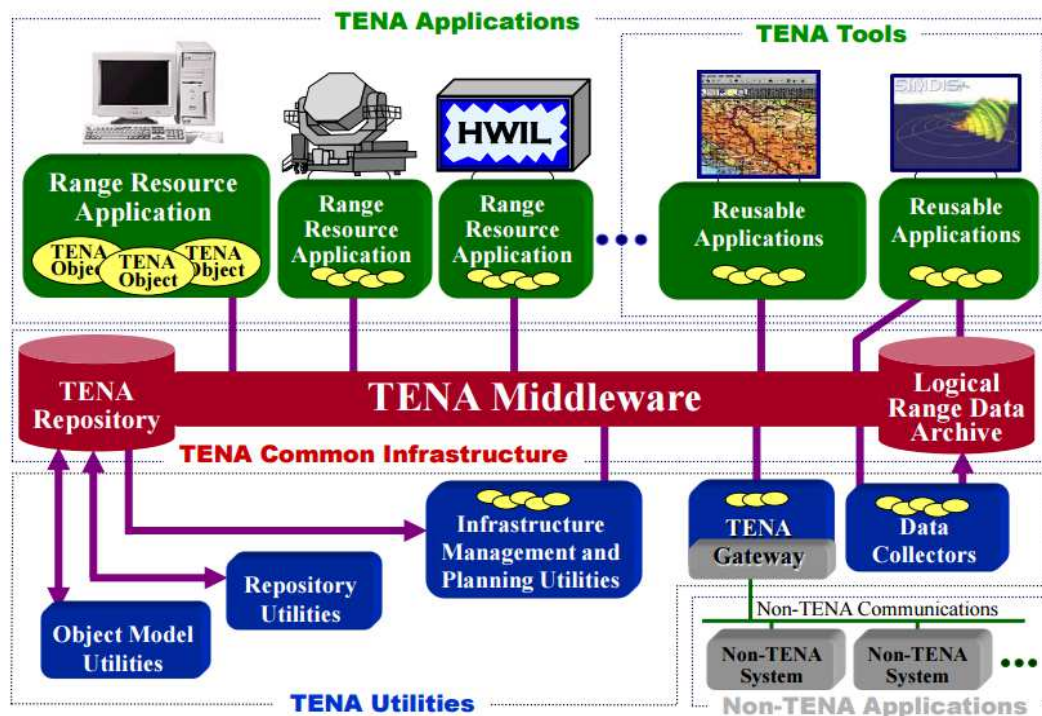 TENA Applications
TENA Tools
SIMDIS
HWIL
Range Resource
Application
TENA
Object
TENA
Object
TENA
Object
Range
Resource
Application
Range
Resource
Application
Reusable
Applications
Reusable
Applications
TENA
Repository
TENA Middleware
Logical
Range Data
Archive
TENA Common Infrastructure
Infrastructure
Management and
Planning Utilities
TENA
Gateway
Data
Collectors
Repository
Utilities
Object Model
Utilities
Non-TENA Communications
Non-TENA
System
Non-TENA
System
TENA Utilities
Non-TENA Applications